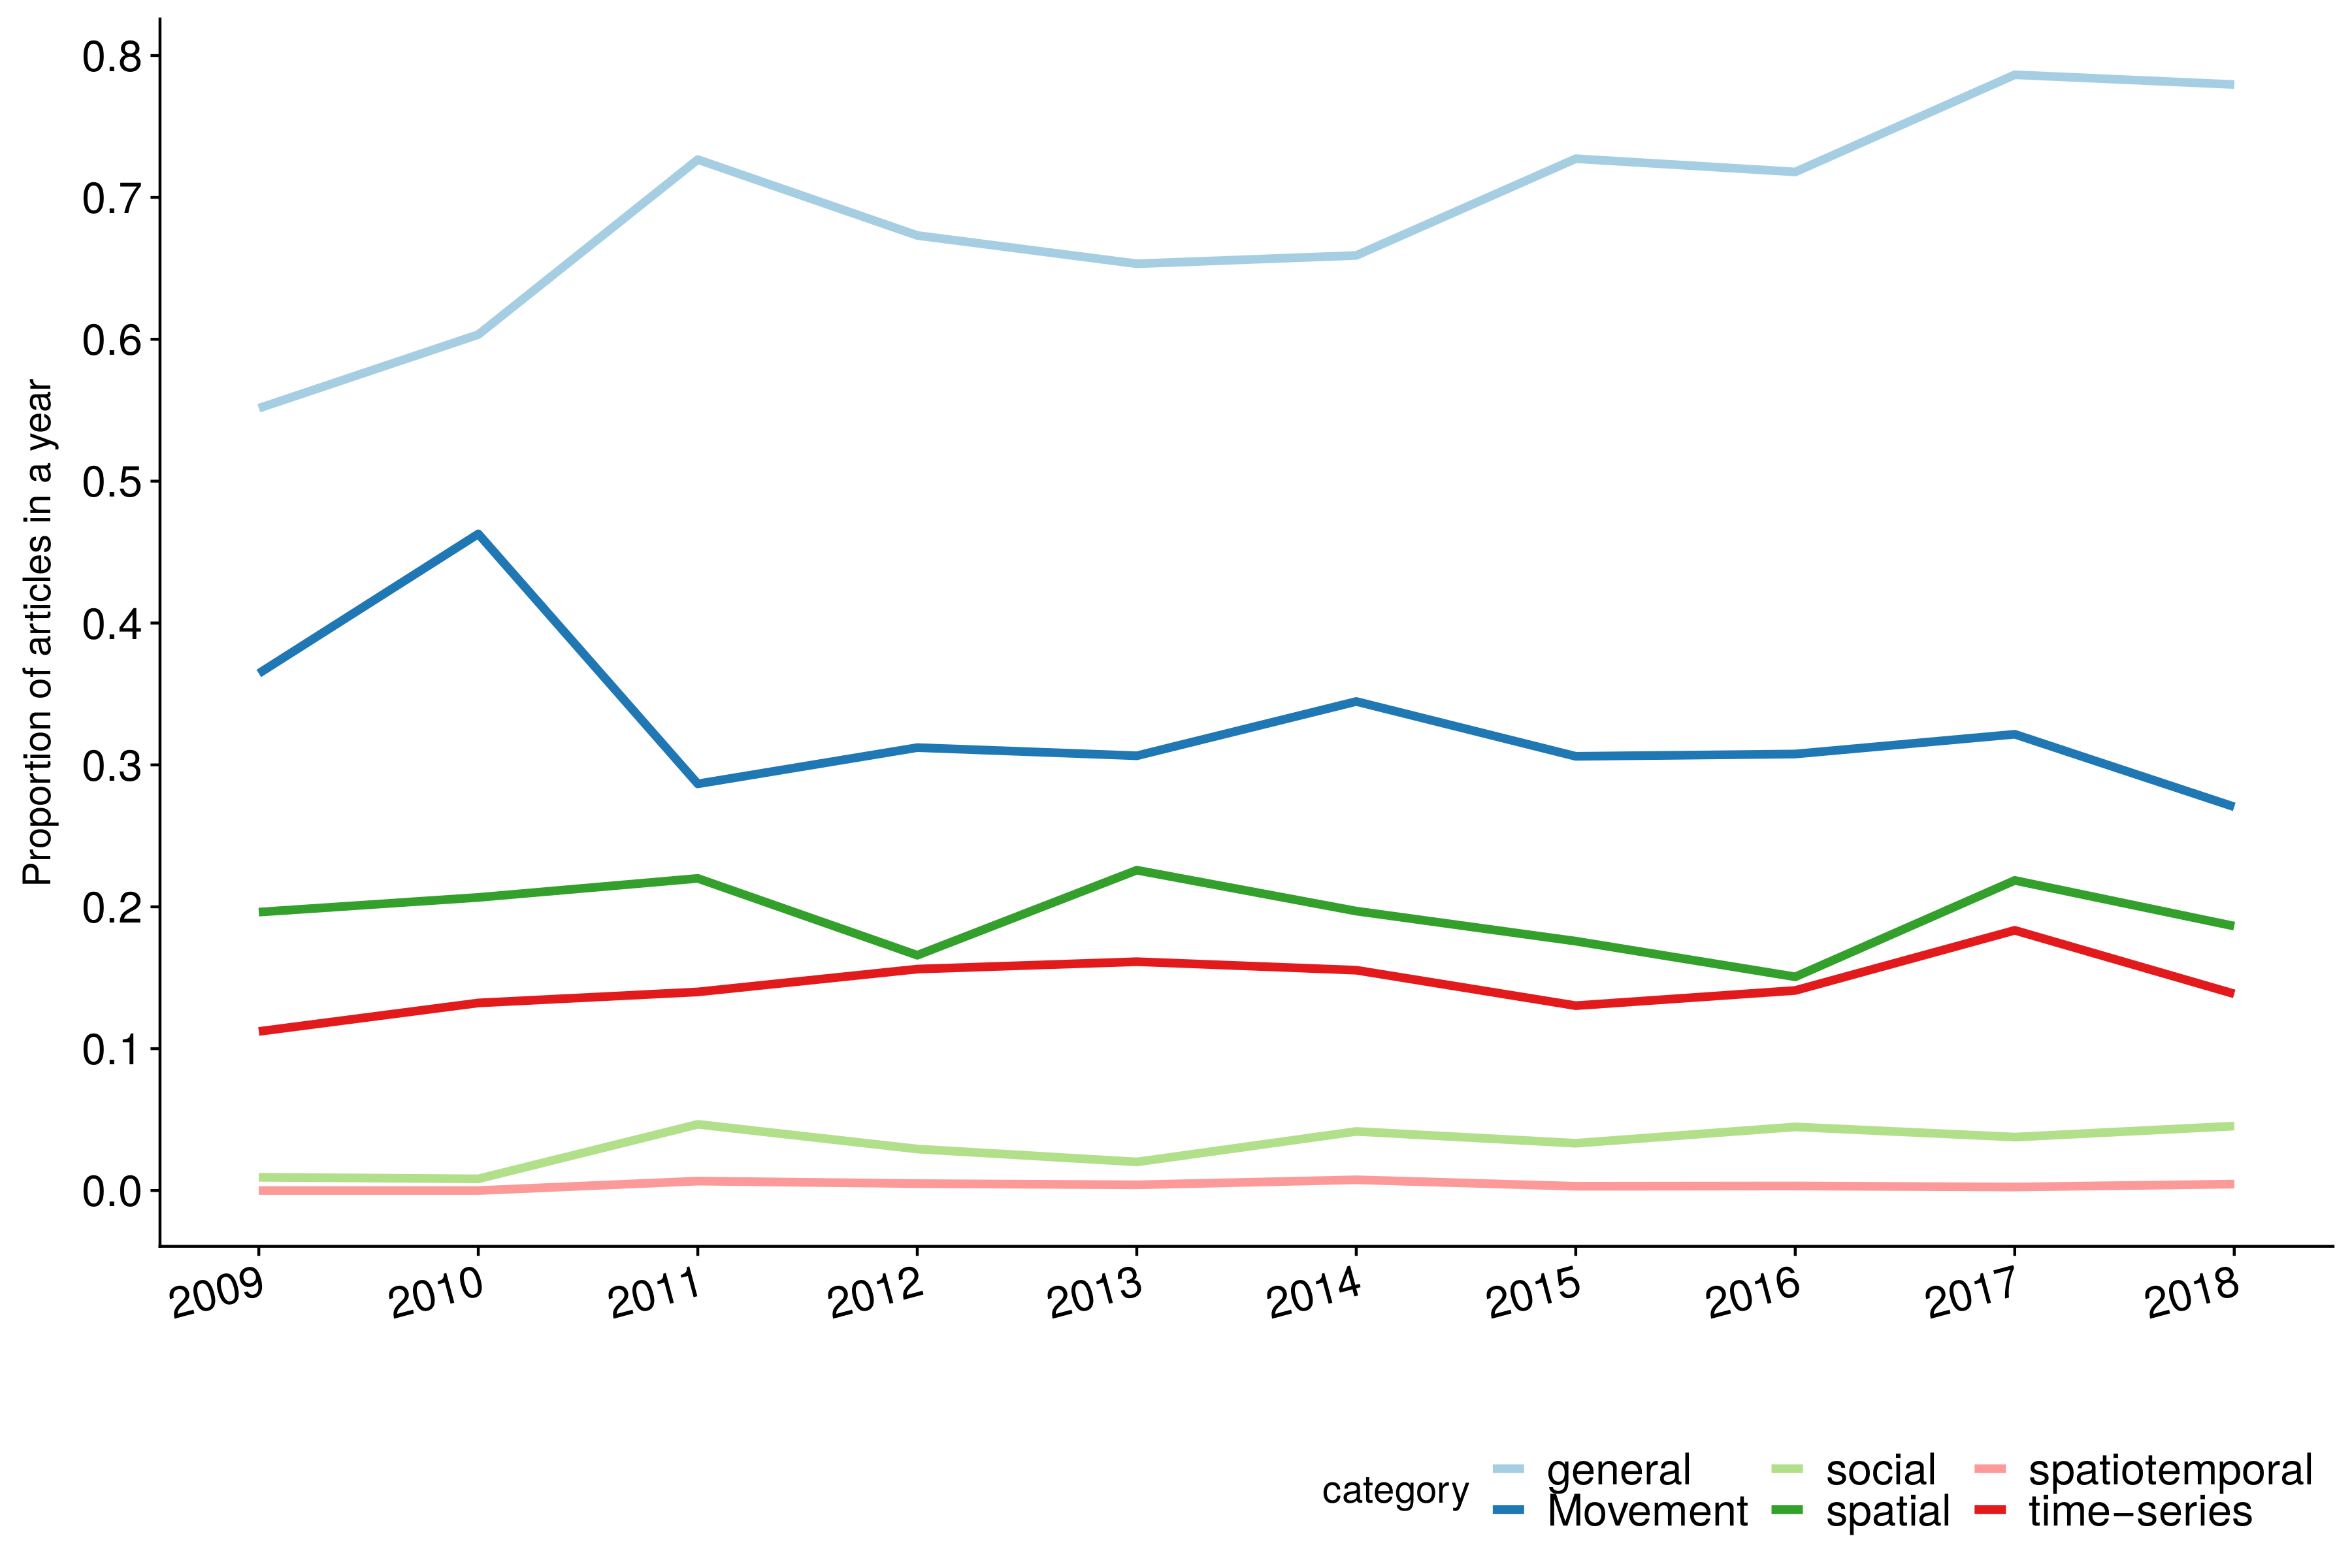 0.8
0.7
0.6
0.5
0.4
0.3
0.2
0.1
0.0
Proportion of articles in a year
2009 2010 2011 2012 2013 2014 2015 2016 2017 2018
category
general social spatiotemporal
Movement spatial time−series